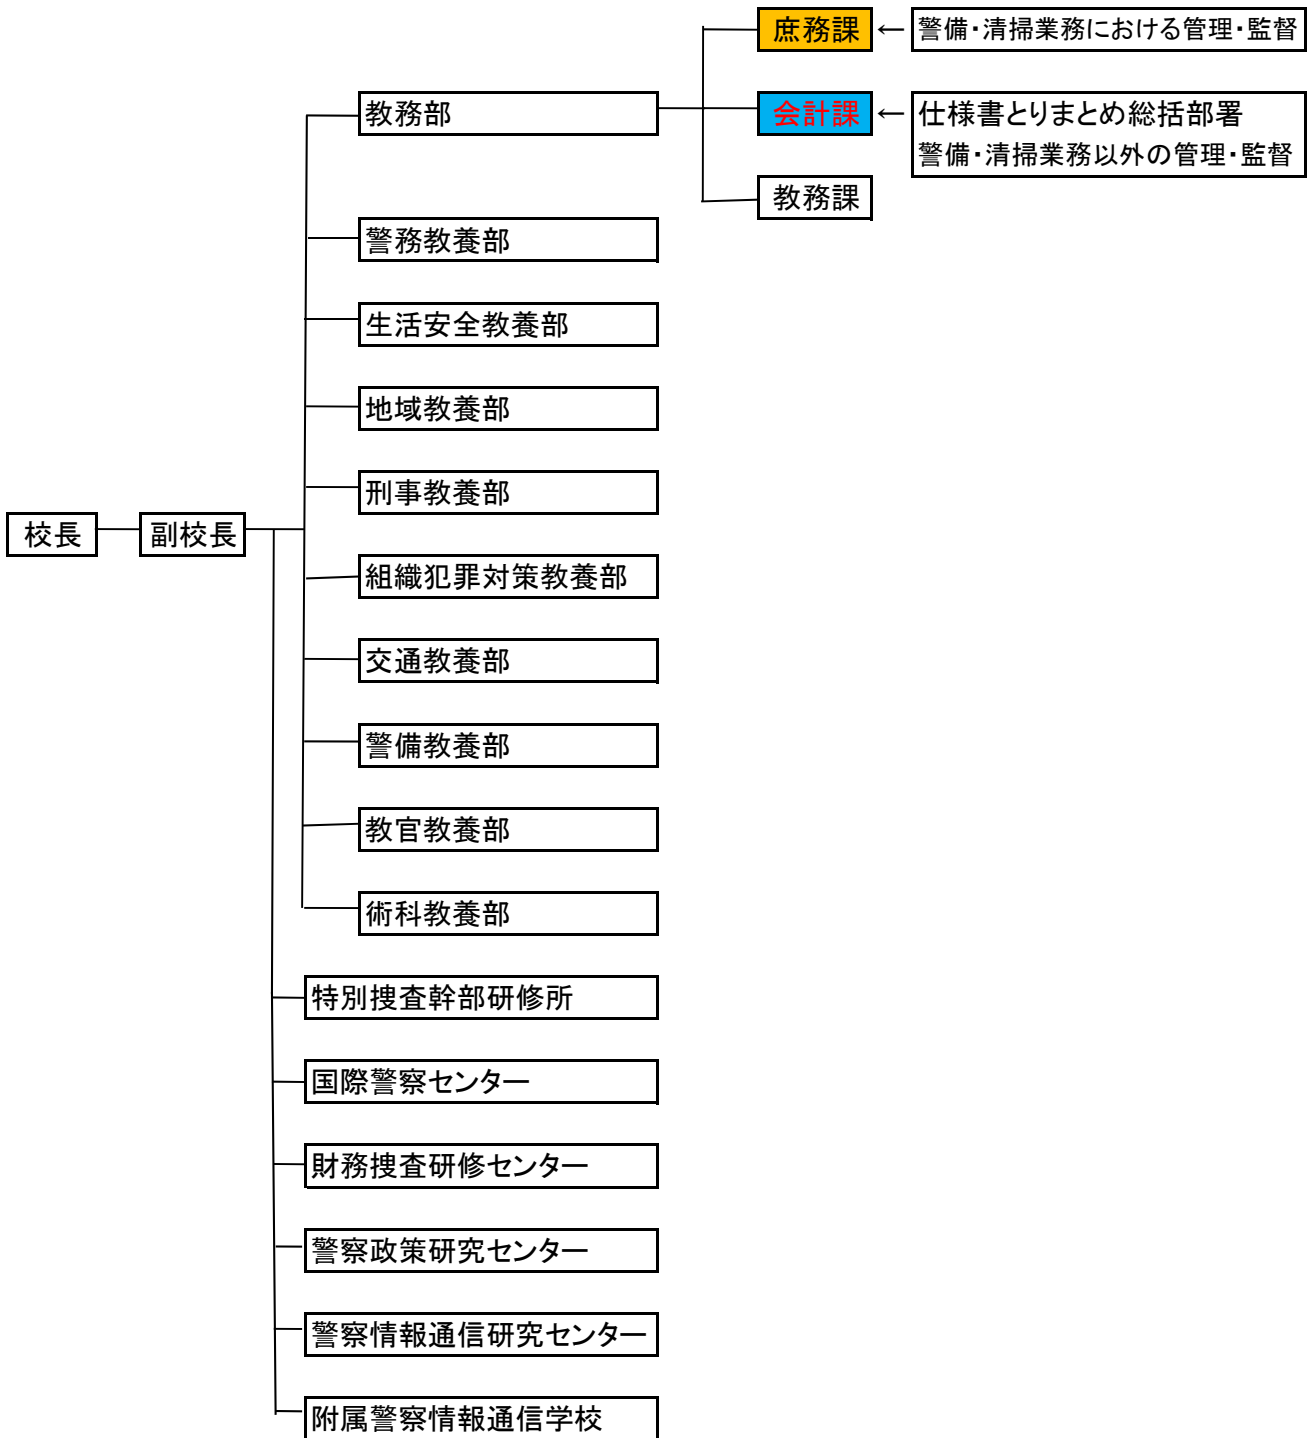 庶務課 ← 警備・清掃業務における管理・監督
教務部
会計課 ← 仕様書とりまとめ総括部署
警備・清掃業務以外の管理・監督
教務課
警務教養部
生活安全教養部
地域教養部
刑事教養部
校長
副校長
組織犯罪対策教養部
交通教養部
警備教養部
教官教養部
術科教養部
特別捜査幹部研修所
国際警察センター
財務捜査研修センター
警察政策研究センター
警察情報通信研究センター
附属警察情報通信学校